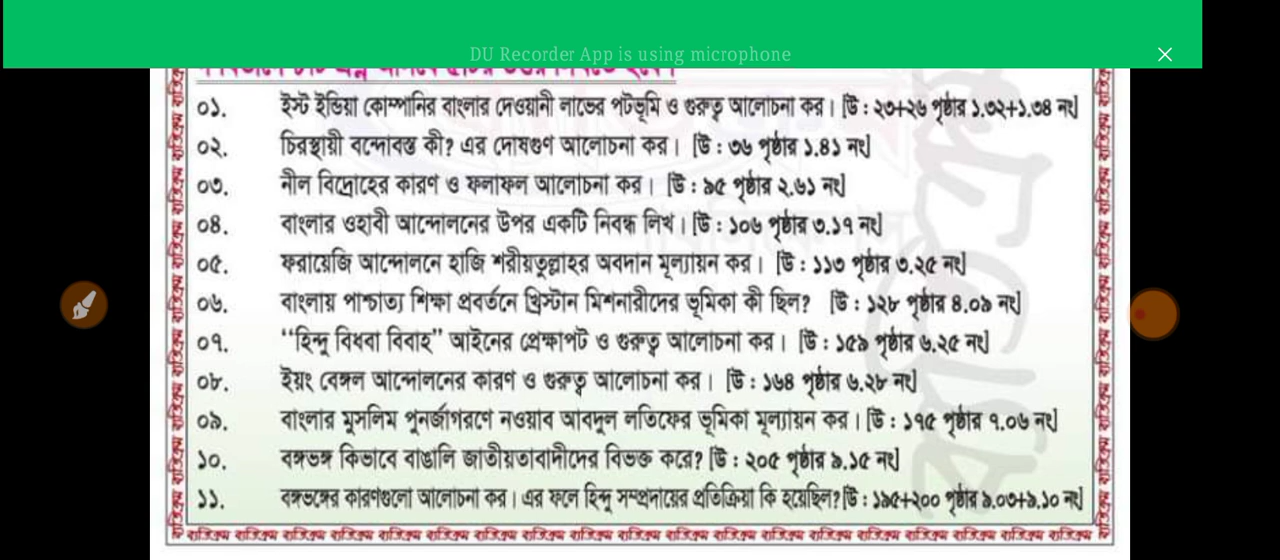 DU Recorder App is using microphone
০১. ইস্ট ইন্ডিয়া কোম্পানির বাংলার দেওয়ানী লাভের পটভূমি ও গুরুত্ব আলোচনা কর। [উ : ২৩+২৬ পৃষ্ঠার ১.৩২+১.৩৪ নং]
০২. চিরস্থায়ী বন্দোবস্ত কী? এর দোষগুণ আলোচনা কর। [উ : ৩৬ পৃষ্ঠার ১.৪১ নং]
০৩. নীল বিদ্রোহের কারণ ও ফলাফল আলোচনা কর। [উ : ৯৫ পৃষ্ঠার ২.৬১ নং]
০৪. বাংলার ওহাবী আন্দোলনের উপর একটি নিবন্ধ লিখ। [উ : ১০৬ পৃষ্ঠার ৩.১৭ নং]
০৫. ফরায়েজি আন্দোলনে হাজি শরীয়তুল্লাহর অবদান মূল্যায়ন কর। [উ : ১১৩ পৃষ্ঠার ৩.২৫ নং]
০৬. বাংলায় পাশ্চাত্য শিক্ষা প্রবর্তনে খ্রিস্টান মিশনারীদের ভূমিকা কী ছিল? [উ : ১২৮ পৃষ্ঠার ৪.০৯ নং]
০৭. “হিন্দু বিধবা বিবাহ” আইনের প্রেক্ষাপট ও গুরুত্ব আলোচনা কর। [উ : ১৫৯ পৃষ্ঠার ৬.২৫ নং]
০৮. ইয়ং বেঙ্গল আন্দোলনের কারণ ও গুরুত্ব আলোচনা কর। [উ : ১৬৪ পৃষ্ঠার ৬.২৮ নং]
০৯. বাংলার মুসলিম পুনর্জাগরণে নওয়াব আবদুল লতিফের ভূমিকা মূল্যায়ন কর। [উ : ১৭৫ পৃষ্ঠার ৭.০৬ নং]
১০. বঙ্গভঙ্গ কিভাবে বাঙালি জাতীয়তাবাদীদের বিভক্ত করে? [উ : ২০৫ পৃষ্ঠার ৯.১৫ নং]
১১. বঙ্গভঙ্গের কারণগুলো আলোচনা কর। এর ফলে হিন্দু সম্প্রদায়ের প্রতিক্রিয়া কি হয়েছিল? [উ : ১৯৫+২০০ পৃষ্ঠার ৯.০৩+৯.১০ নং]